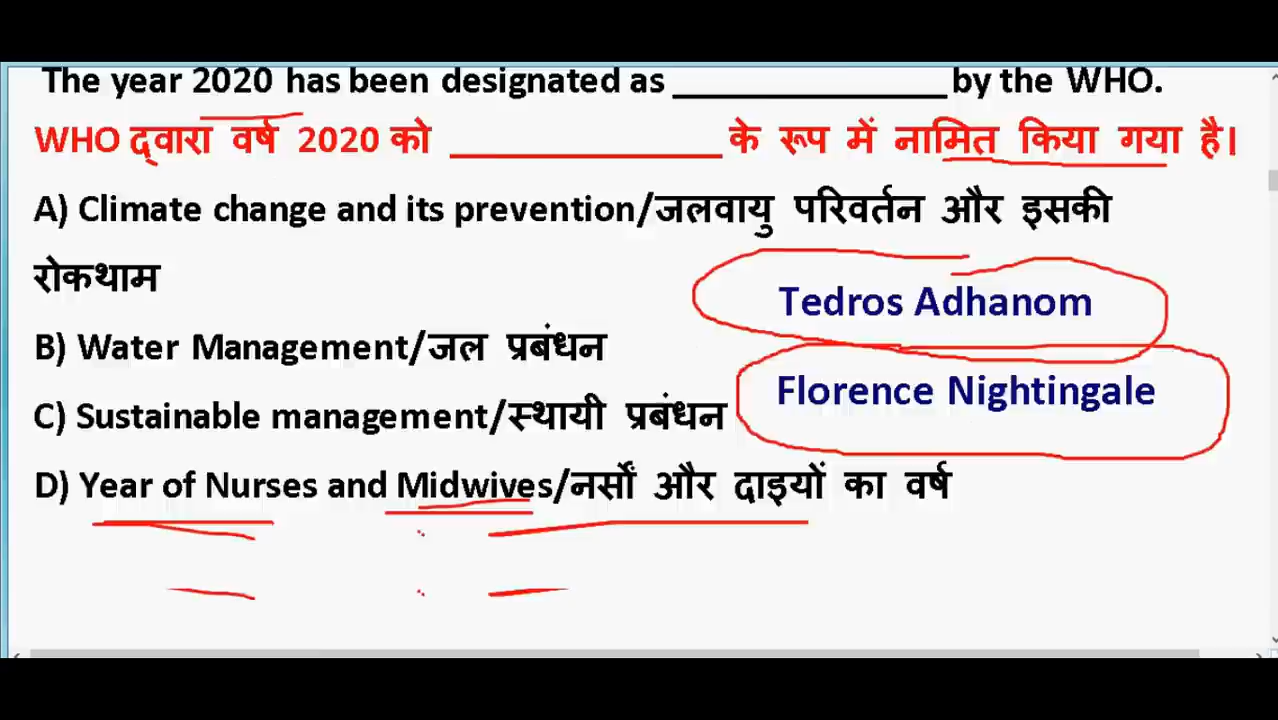 The year 2020 has been designated as ________________ by the WHO.
WHO द्वारा वर्ष 2020 को ________________ के रूप में नामित किया गया है।
A) Climate change and its prevention/जलवायु परिवर्तन और इसकी
रोकथाम
Tedros Adhanom
B) Water Management/जल प्रबंधन
Florence Nightingale
C) Sustainable management/स्थायी प्रबंधन
D) Year of Nurses and Midwives/नर्सों और दाइयों का वर्ष